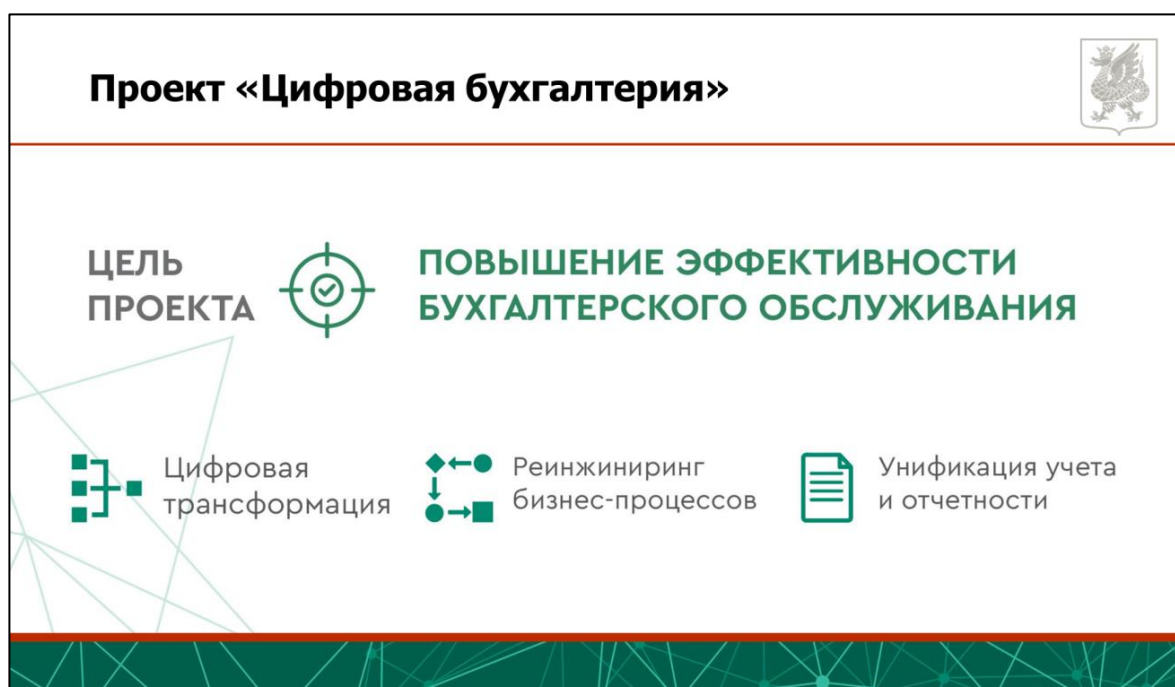 Проект «Цифровая бухгалтерия»
ЦЕЛЬ
ПРОЕКТА
ПОВЫШЕНИЕ ЭФФЕКТИВНОСТИ
БУХГАЛТЕРСКОГО ОБСЛУЖИВАНИЯ
Цифровая
трансформация
Реинжиниринг
бизнес-процессов
Унификация учета
и отчетности